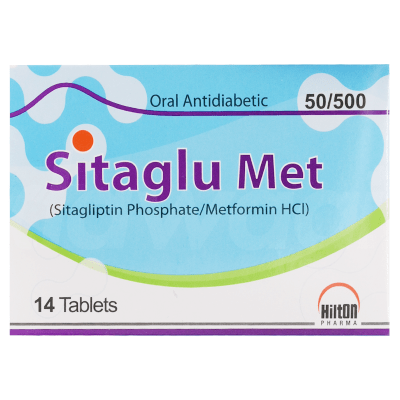 Oral Antidiabetic 50/500
Sitaglu Met
(Sitagliptin Phosphate/Metformin HCl)
14 Tablets
HiltOn
PHARMA